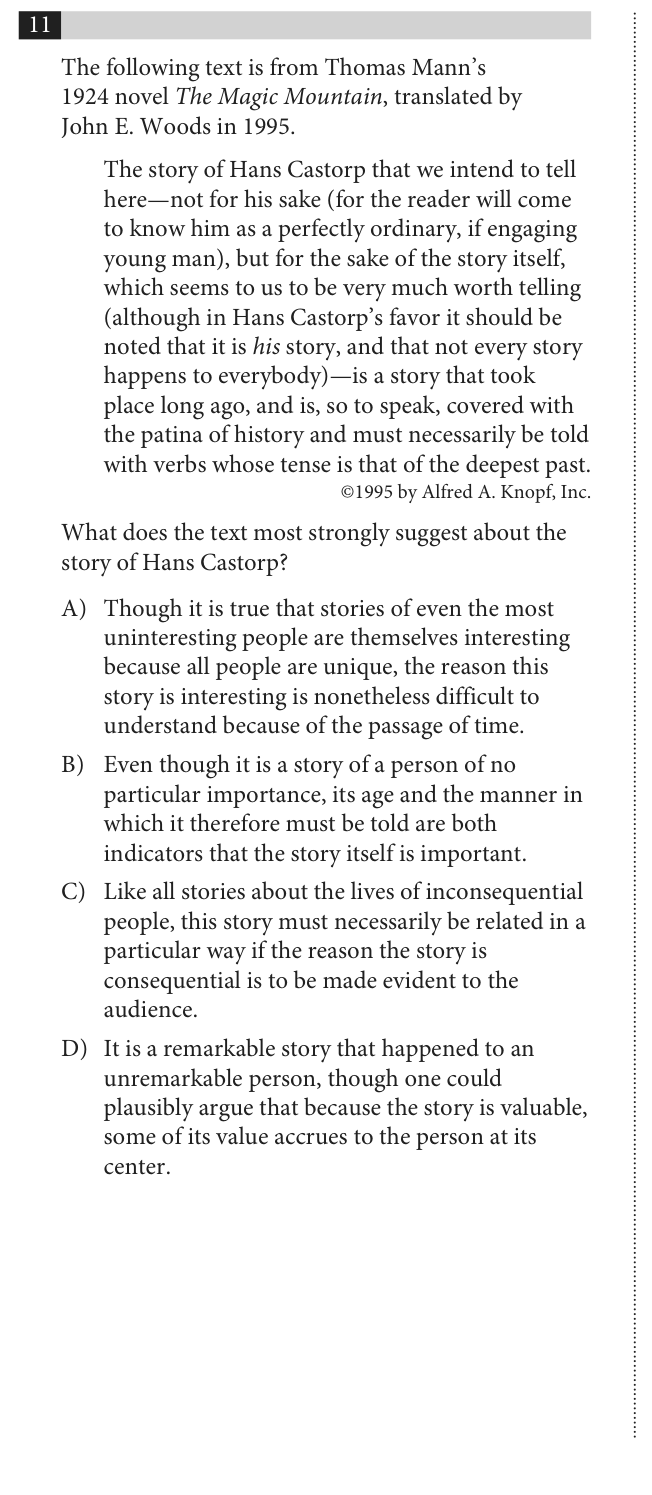 11
The following text is from Thomas Mann’s
1924 novel The Magic Mountain, translated by
John E. Woods in 1995.
The story of Hans Castorp that we intend to tell
here—not for his sake (for the reader will come
to know him as a perfectly ordinary, if engaging
young man), but for the sake of the story itself,
which seems to us to be very much worth telling
(although in Hans Castorp’s favor it should be
noted that it is his story, and that not every story
happens to everybody)—is a story that took
place long ago, and is, so to speak, covered with
the patina of history and must necessarily be told
with verbs whose tense is that of the deepest past.
©1995 by Alfred A. Knopf, Inc.
What does the text most strongly suggest about the
story of Hans Castorp?
A) Though it is true that stories of even the most
uninteresting people are themselves interesting
because all people are unique, the reason this
story is interesting is nonetheless difficult to
understand because of the passage of time.
B) Even though it is a story of a person of no
particular importance, its age and the manner in
which it therefore must be told are both
indicators that the story itself is important.
C) Like all stories about the lives of inconsequential
people, this story must necessarily be related in a
particular way if the reason the story is
consequential is to be made evident to the
audience.
D) It is a remarkable story that happened to an
unremarkable person, though one could
plausibly argue that because the story is valuable,
some of its value accrues to the person at its
center.